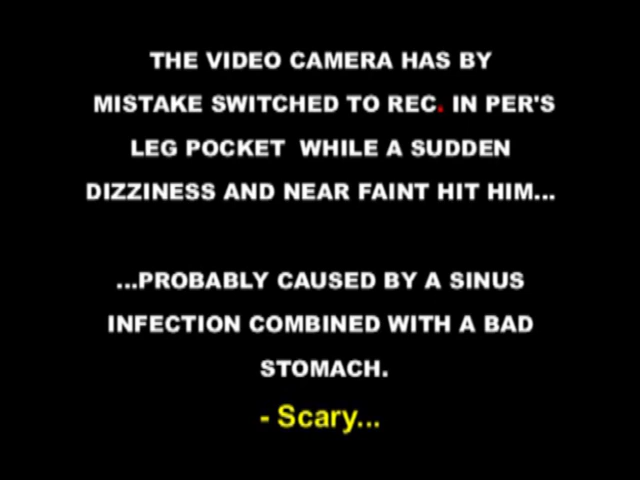 THE VIDEO CAMERA HAS BY
MISTAKE SWITCHED TO REC. IN PER'S
LEG POCKET WHILE A SUDDEN
DIZZINESS AND NEAR FAINT HIT HIM...
...PROBABLY CAUSED BY A SINUS
INFECTION COMBINED WITH A BAD
STOMACH.
- Scary...